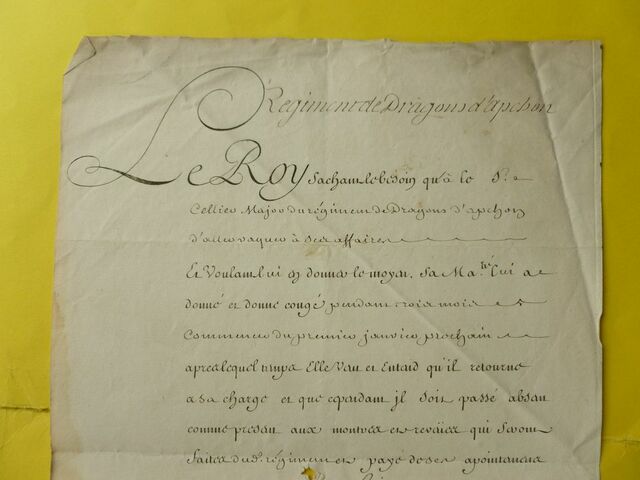 Regiment de Dragons d'apchon
Le Roy Sachant le besoin qu'à le S.r
Cellier Major du régiment de Dragons d'apchon
d'aller vaquer à ses affaires
Et Voulant lui en donner le moyen, Sa Ma.té lui a
donné et donne congé pendant trois mois a
Commencer du premier janvier prochain
apres lequel temps Elle Veut et Entend qu'il retourne
a sa charge et que cependant jl soit passé absent
comme present aux montres et revües qui seront
faites dud. régiment et payé de ses apointemens